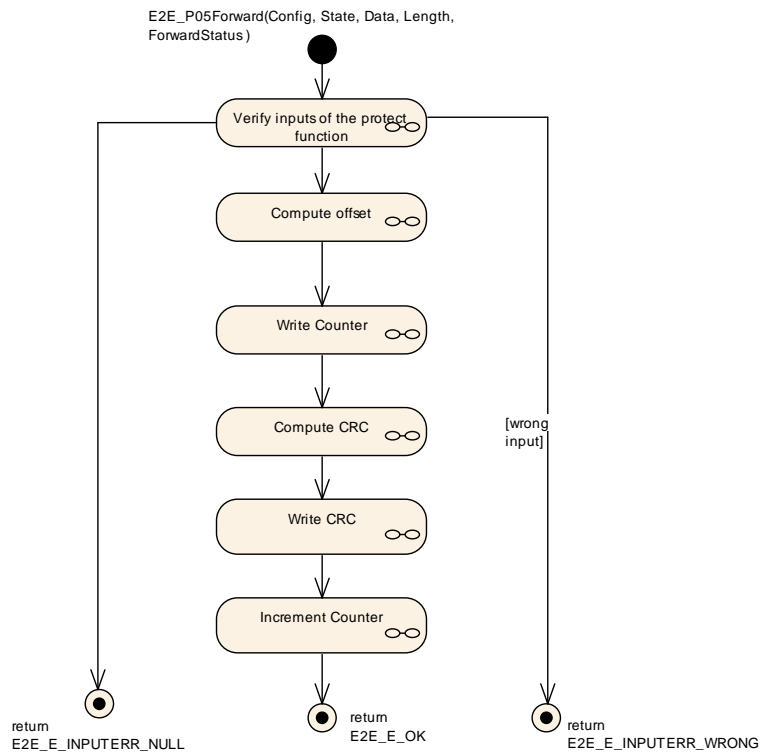 E2E_P05Forward(Config, State, Data, Length,
ForwardStatus)
Verify inputs of the protect
function
Compute offset
Write Counter
Compute CRC
[wrong
input]
Write CRC
Increment Counter
return
E2E_E_INPUTERR_NULL
return
E2E_E_OK
return
E2E_E_INPUTERR_WRONG